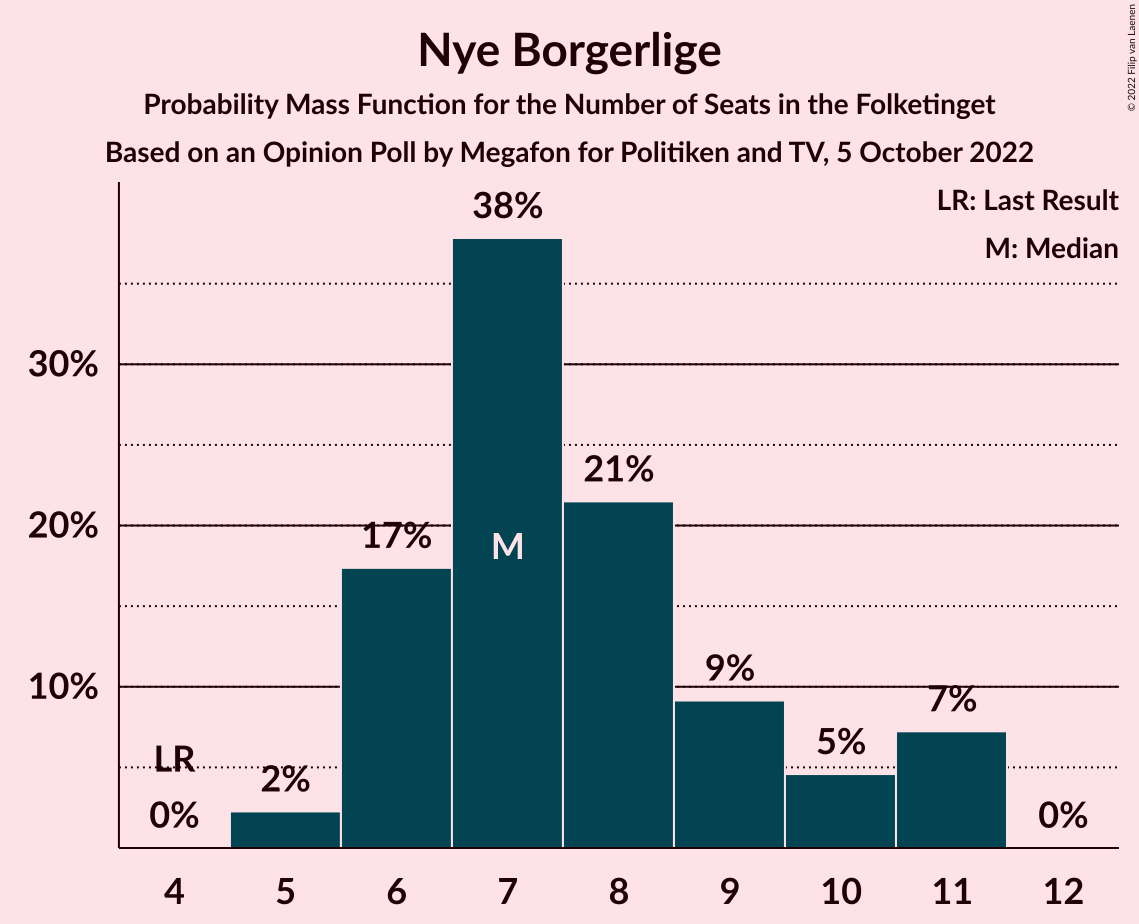 Nye Borgerlige
Probability Mass Function for the Number of Seats in the Folketinget
Based on an Opinion Poll by Megafon for Politiken and TV, 5 October 2022
© 2022 Filip van Laenen
LR: Last Result
M: Median
30%
20%
10%
LR
0%
2%
17%
38%
M
21%
9%
5%
7%
0%
4 5 6 7 8 9 10 11 12